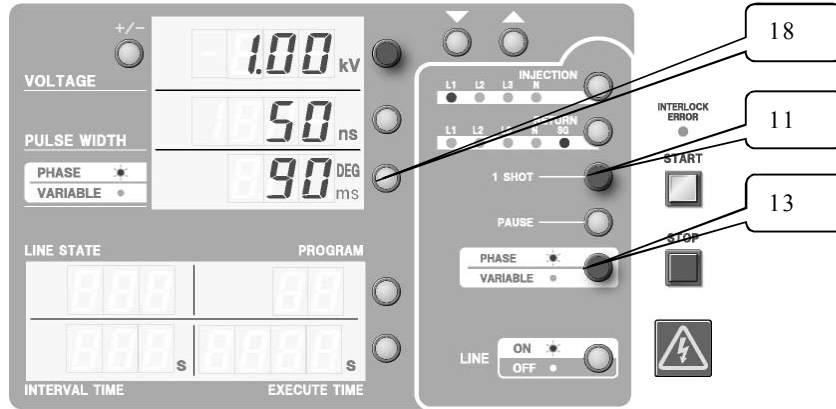 +/−
VOLTAGE
1.00 kV
PULSE WIDTH
50 ns
PHASE
VARIABLE
90 DEG
ms
LINE STATE PROGRAM
s s
INTERVAL TIME EXECUTE TIME
INJECTION
L1 L2 L3 N
RETURN
L1 L2 L3 N SG
1 SHOT
PAUSE
PHASE
VARIABLE
LINE ON
OFF
INTERLOCK
ERROR
START
STOP
18
11
13